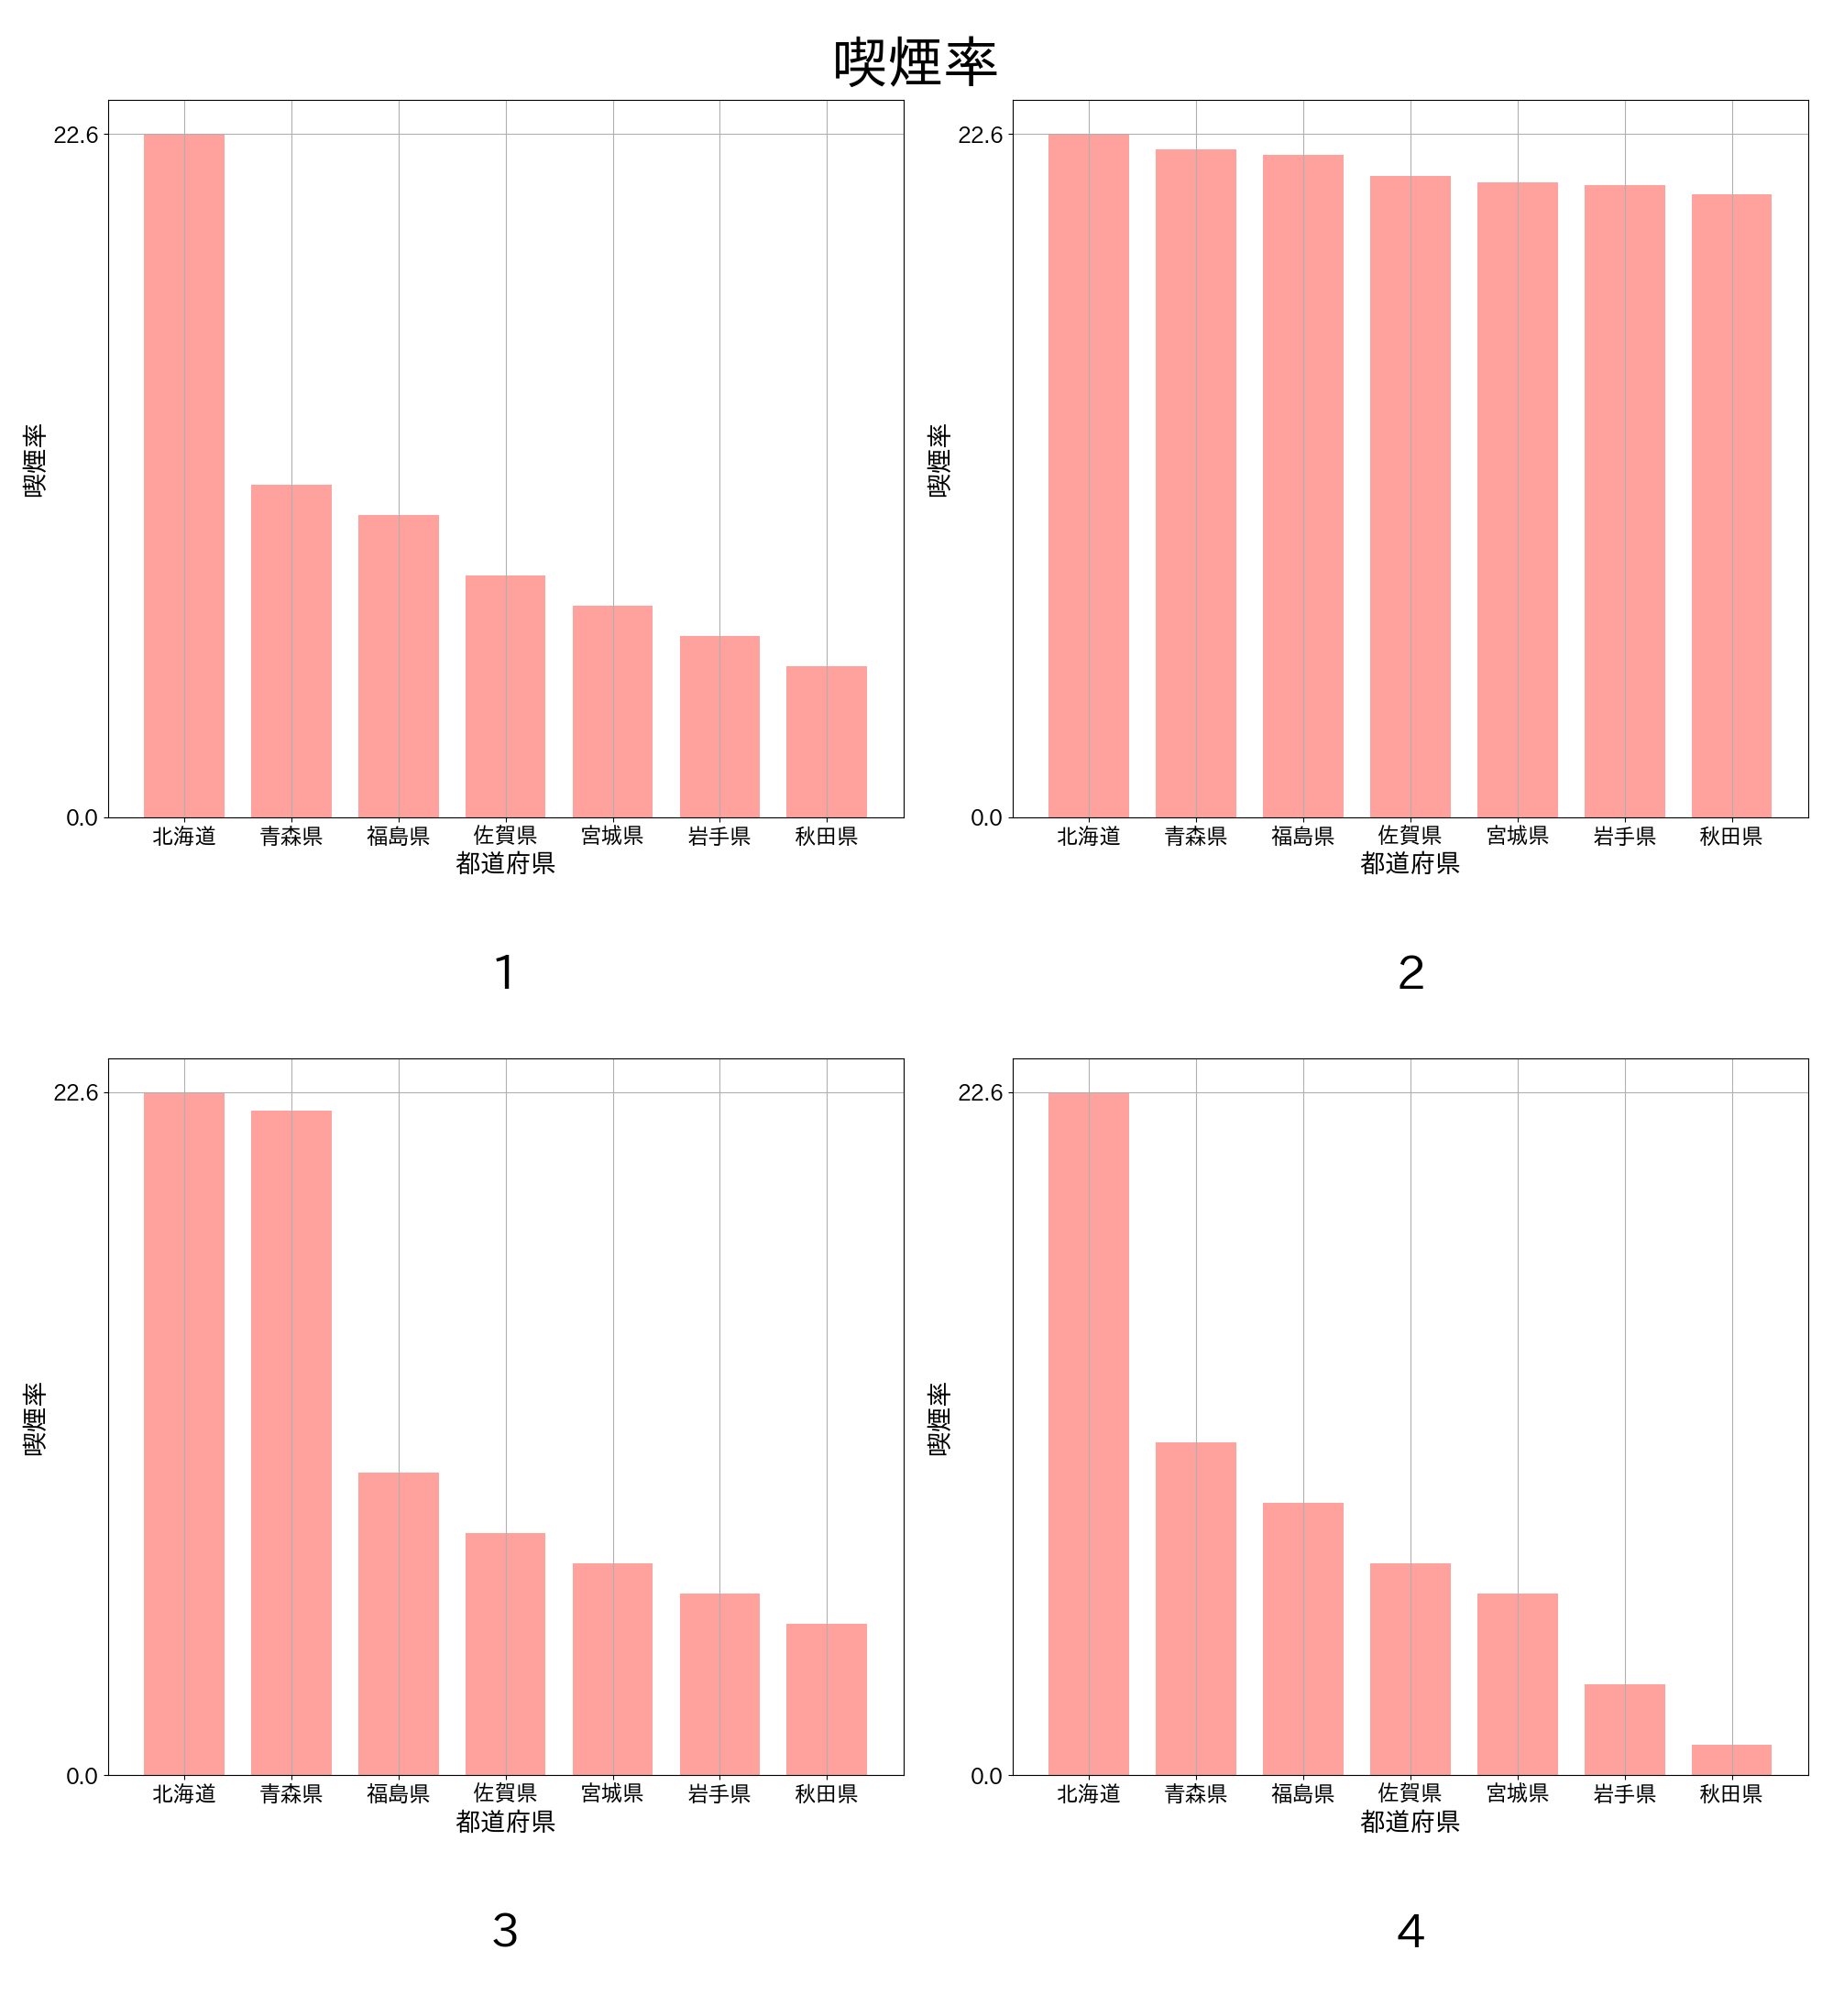 喫煙率
22.6
0.0
喫煙率
北海道 青森県 福島県 佐賀県 宮城県 岩手県 秋田県
都道府県
1
22.6
0.0
喫煙率
北海道 青森県 福島県 佐賀県 宮城県 岩手県 秋田県
都道府県
2
22.6
0.0
喫煙率
北海道 青森県 福島県 佐賀県 宮城県 岩手県 秋田県
都道府県
3
22.6
0.0
喫煙率
北海道 青森県 福島県 佐賀県 宮城県 岩手県 秋田県
都道府県
4